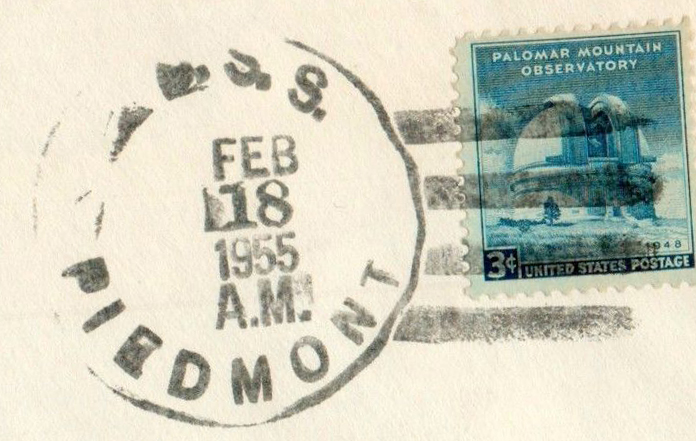 U.S.S.
FEB
18
1955
A.M.
PIEDMONT
PALOMAR MOUNTAIN
OBSERVATORY
1948
3¢ UNITED STATES POSTAGE